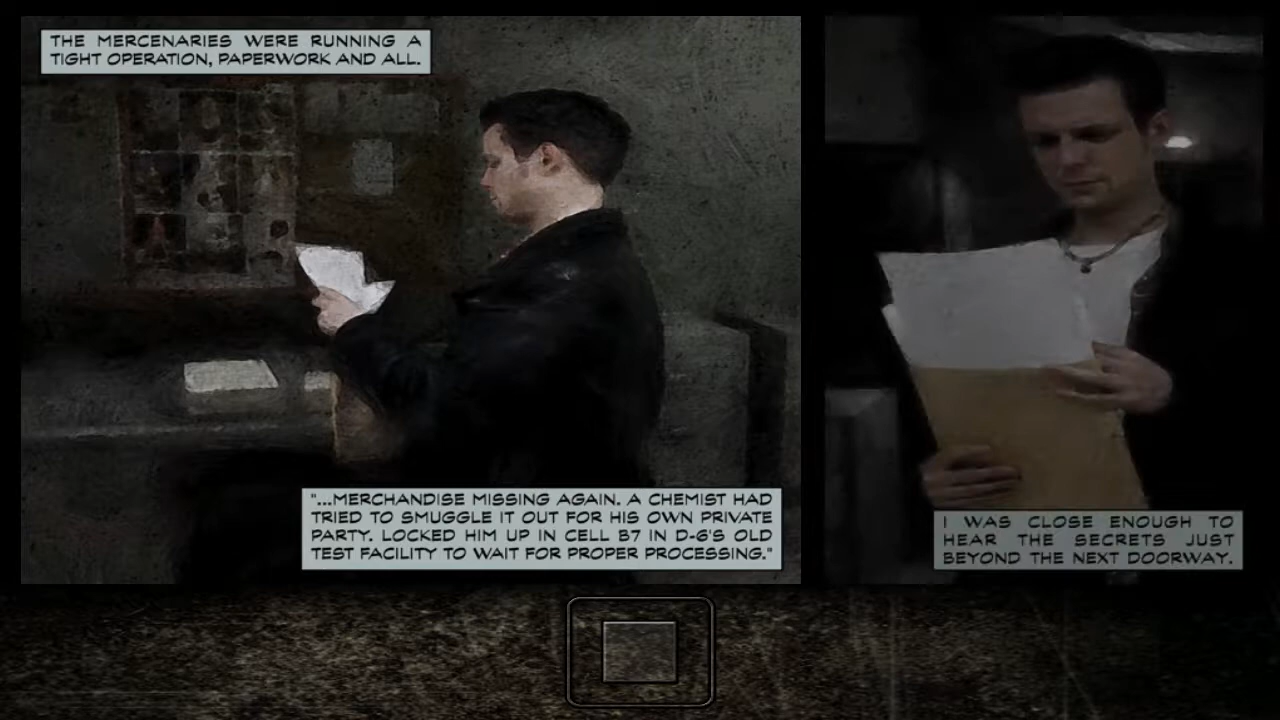 THE MERCENARIES WERE RUNNING A
TIGHT OPERATION, PAPERWORK AND ALL.
"...MERCHANDISE MISSING AGAIN. A CHEMIST HAD
TRIED TO SMUGGLE IT OUT FOR HIS OWN PRIVATE
PARTY. LOCKED HIM UP IN CELL B7 IN D-6'S OLD
TEST FACILITY TO WAIT FOR PROPER PROCESSING."
I WAS CLOSE ENOUGH TO
HEAR THE SECRETS JUST
BEYOND THE NEXT DOORWAY.